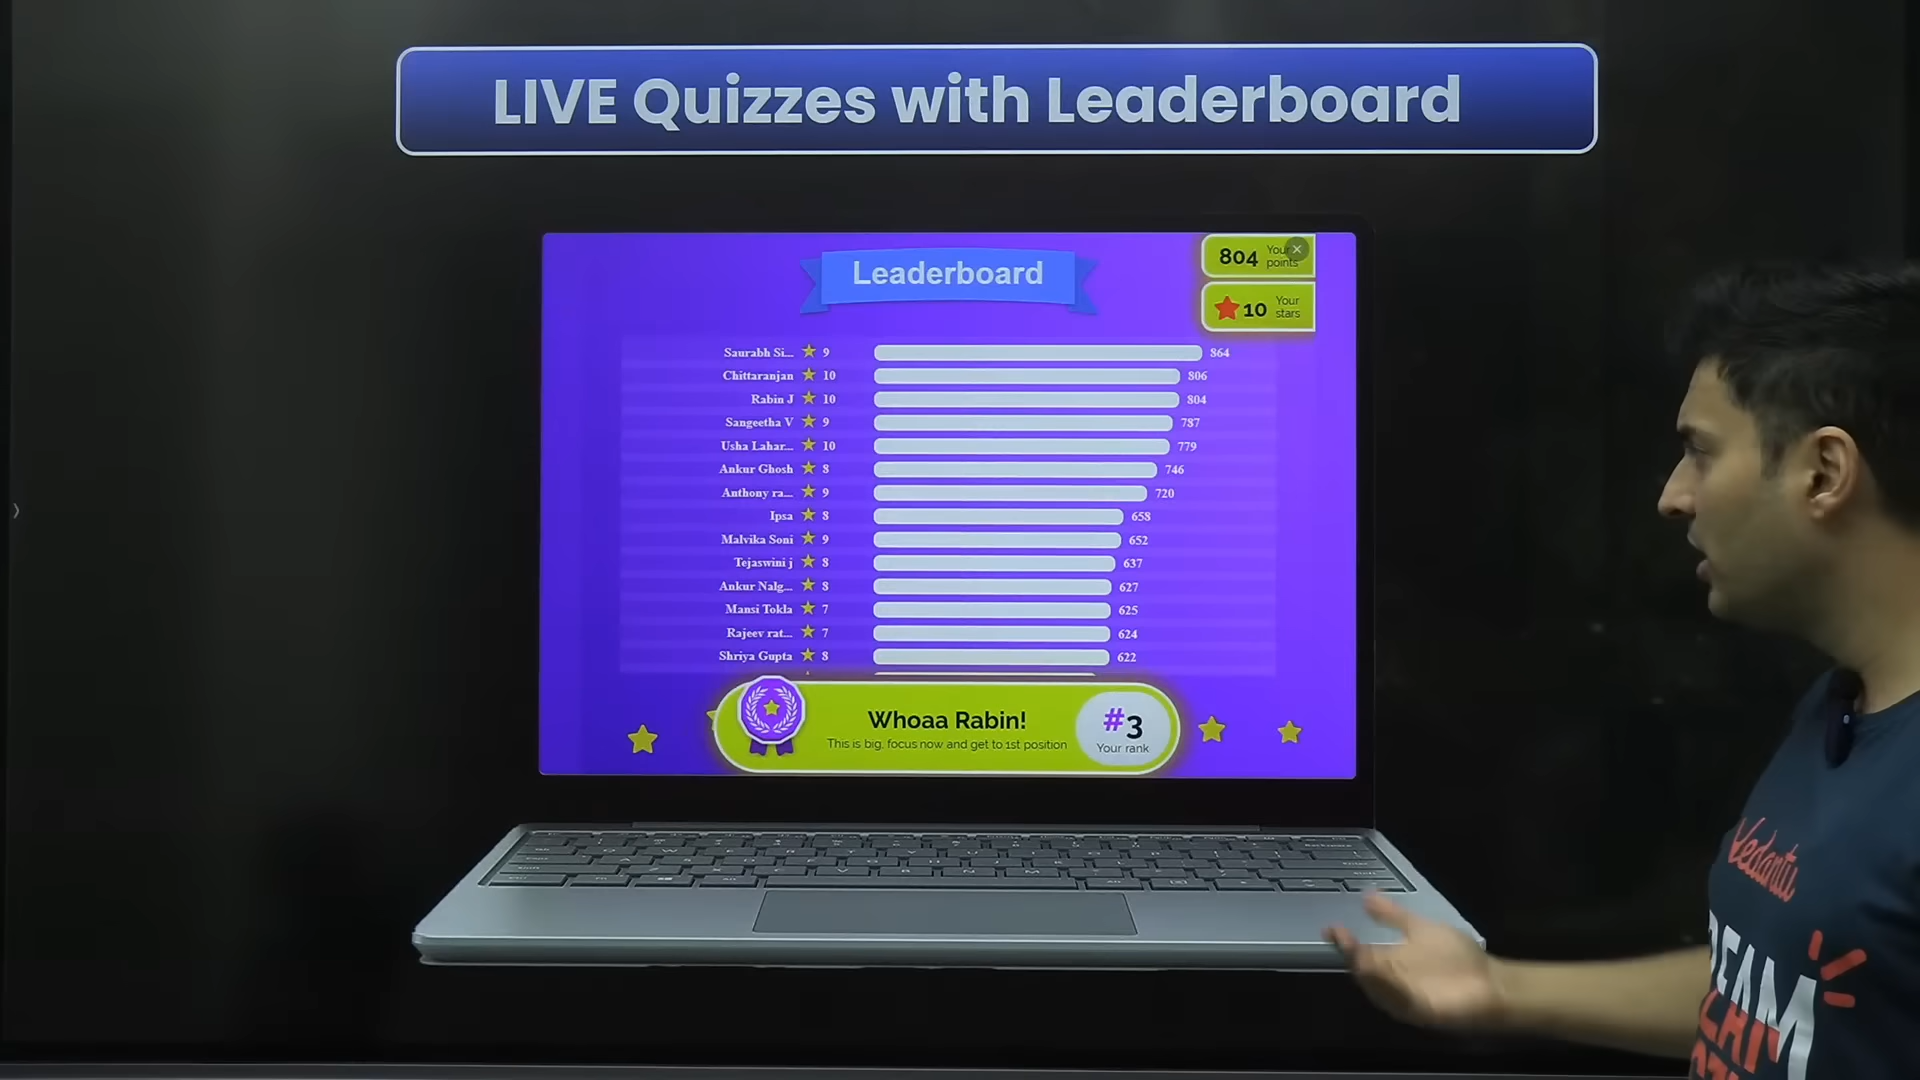 LIVE Quizzes with Leaderboard
Leaderboard
804 Your points
10 Your stars
Saurabh Si... 9 864
Chittaranjan 10 806
Rabin J 10 804
Sangeetha V 9 787
Usha Lahar... 10 779
Ankur Ghosh 8 746
Anthony ra... 9 720
Ipsa 8 658
Malvika Soni 9 652
Tejaswini j 8 637
Ankur Nalg... 8 627
Mansi Tokla 7 625
Rajeev rat... 7 624
Shriya Gupta 8 622
Whoaa Rabin!
This is big, focus now and get to 1st position
#3
Your rank
Vedantu